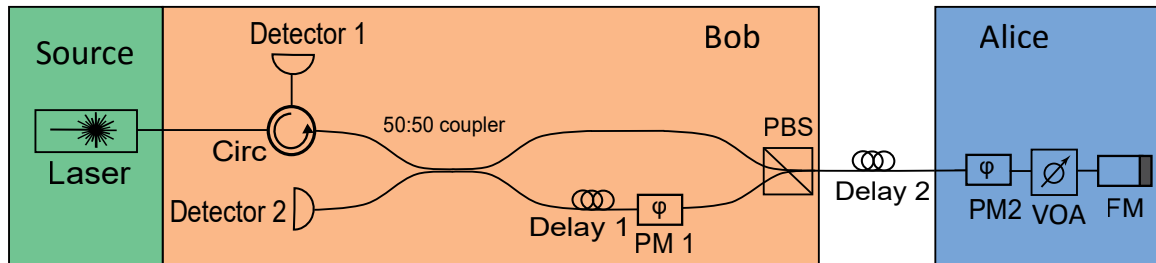 Source
Bob
Alice
Detector 1
50:50 coupler
PBS
Circ
Laser
Detector 2
Delay 1
φ
PM 1
Delay 2
φ
PM2
VOA
FM